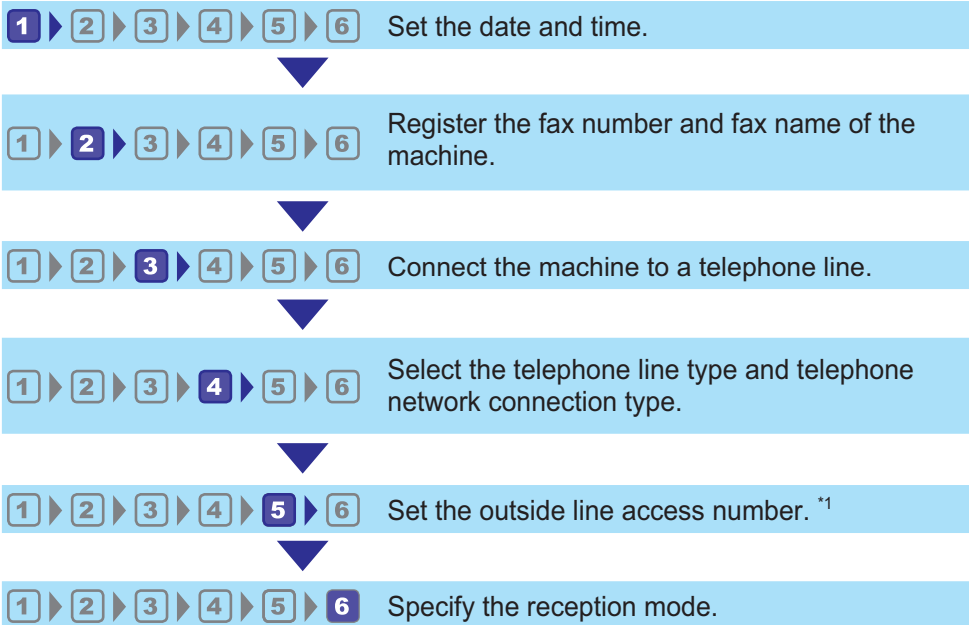 1 2 3 4 5 6 Set the date and time.
1 2 3 4 5 6 Register the fax number and fax name of the
machine.
1 2 3 4 5 6 Connect the machine to a telephone line.
1 2 3 4 5 6 Select the telephone line type and telephone
network connection type.
1 2 3 4 5 6 Set the outside line access number. *1
1 2 3 4 5 6 Specify the reception mode.